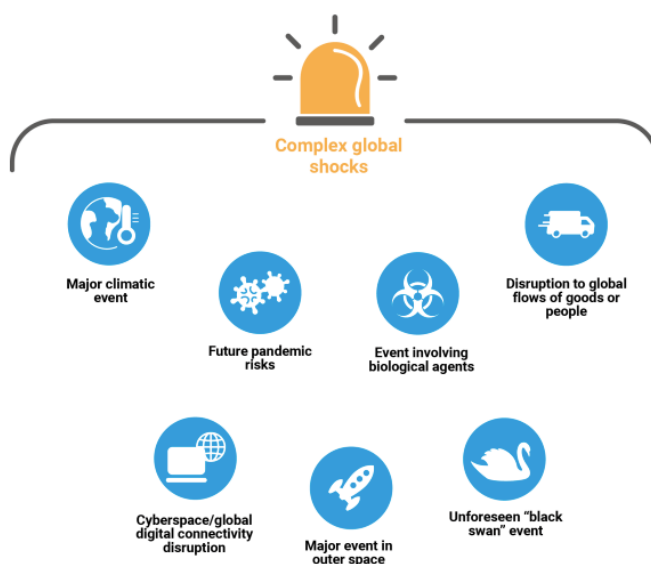 Complex global
shocks
Major climatic
event
Disruption to global
flows of goods or
people
Future pandemic
risks
Event involving
biological agents
Cyberspace/global
digital connectivity
disruption
Major event in
outer space
Unforeseen “black
swan” event